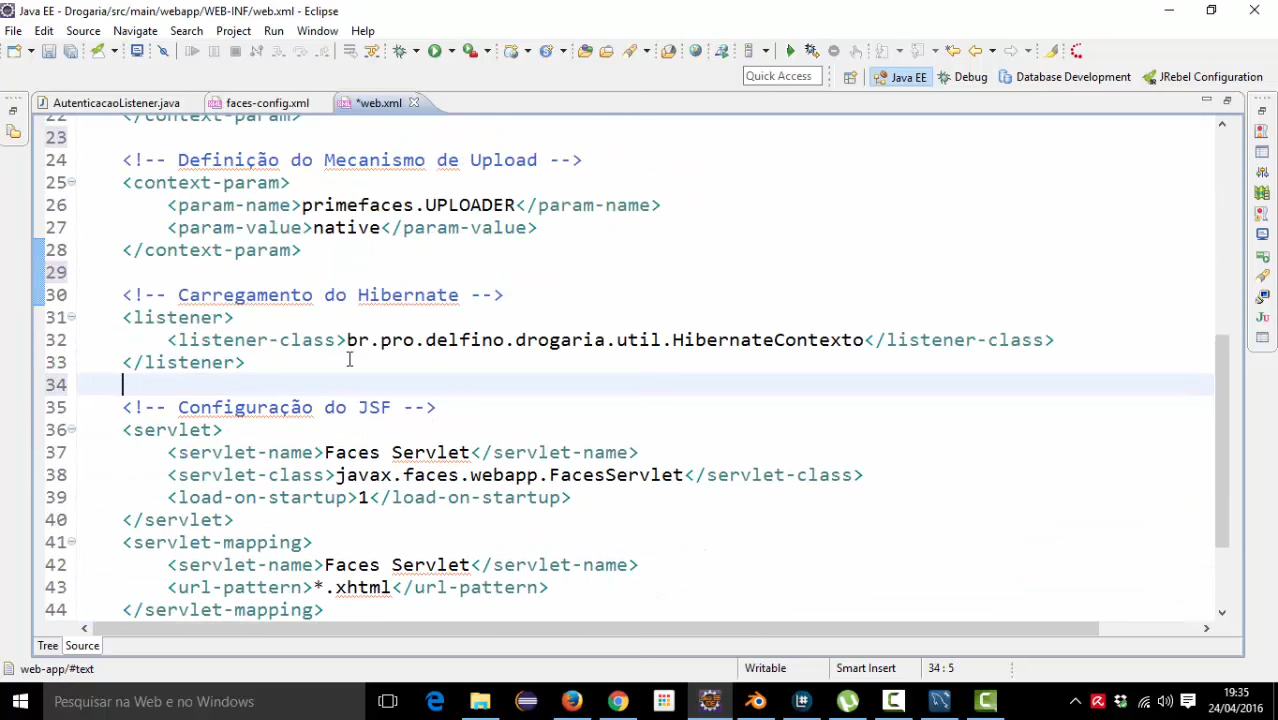 Java EE - Drogaria/src/main/webapp/WEB-INF/web.xml - Eclipse
File Edit Source Navigate Search Project Run Window Help
Quick Access Java EE Debug Database Development JRebel Configuration
AutenticacaoListener.java faces-config.xml *web.xml
22 </context-param>
23
24 <!-- Definição do Mecanismo de Upload -->
25 <context-param>
26 <param-name>primefaces.UPLOADER</param-name>
27 <param-value>native</param-value>
28 </context-param>
29
30 <!-- Carregamento do Hibernate -->
31 <listener>
32 <listener-class>br.pro.delfino.drogaria.util.HibernateContexto</listener-class>
33 </listener>
34
35 <!-- Configuração do JSF -->
36 <servlet>
37 <servlet-name>Faces Servlet</servlet-name>
38 <servlet-class>javax.faces.webapp.FacesServlet</servlet-class>
39 <load-on-startup>1</load-on-startup>
40 </servlet>
41 <servlet-mapping>
42 <servlet-name>Faces Servlet</servlet-name>
43 <url-pattern>*.xhtml</url-pattern>
44 </servlet-mapping>
Tree Source
web-app/#text Writable Smart Insert 34 : 5
Pesquisar na Web e no Windows
19:35
24/04/2016